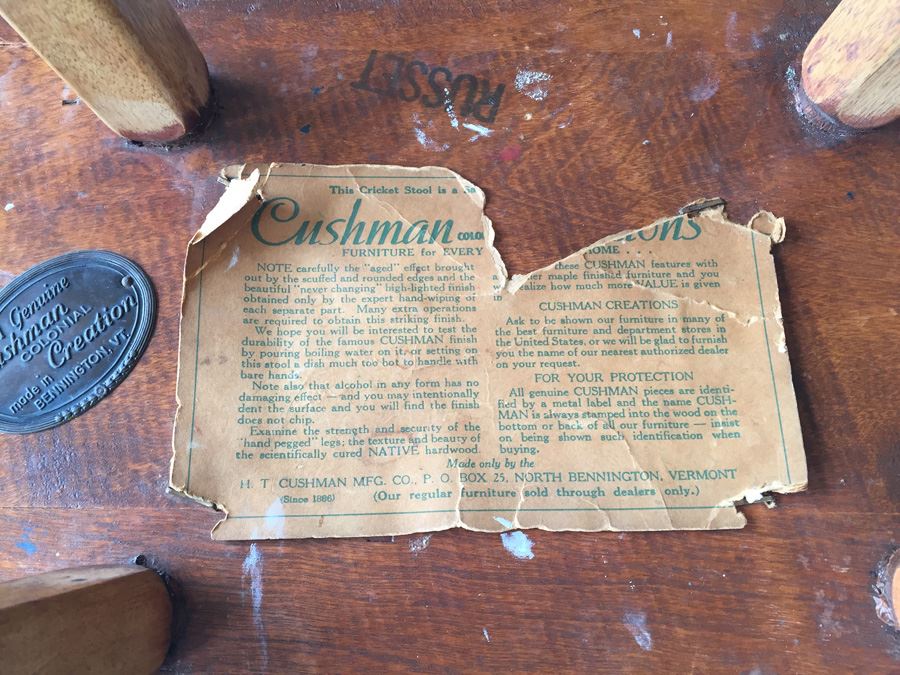 RUSSET
This Cricket Stool is a
Cushman
FURNITURE for EVERY HOME . . .
NOTE carefully the "aged" effect brought
out by the scuffed and rounded edges and the
beautiful "never changing" high-lighted finish
obtained only by the expert hand-wiping of
each separate part. Many extra operations
are required to obtain this striking finish.
We hope you will be interested to test the
durability of the famous CUSHMAN finish
by pouring boiling water on it, or setting on
this stool a dish much too hot to handle with
bare hands.
Note also that alcohol in any form has no
damaging effect — and you may intentionally
dent the surface and you will find the finish
does not chip.
Examine the strength and security of the
"hand pegged" legs; the texture and beauty of
the scientifically cured NATIVE hardwood
these CUSHMAN features with
maple finished furniture and you
how much more VALUE is given
in
CUSHMAN CREATIONS
Ask to be shown our furniture in many of
the best furniture and department stores in
the United States, or we will be glad to furnish
you the name of our nearest authorized dealer
on your request.
FOR YOUR PROTECTION
All genuine CUSHMAN pieces are identi-
fied by a metal label and the name CUSH-
MAN is always stamped into the wood on the
bottom or back of all our furniture — insist
on being shown such identification when
buying.
Made only by the
H. T. CUSHMAN MFG. CO., P. O. BOX 25, NORTH BENNINGTON, VERMONT
(Since 1886) (Our regular furniture sold through dealers only.)
Genuine
ushman
COLONIAL
Creation
made in
BENNINGTON, VT.